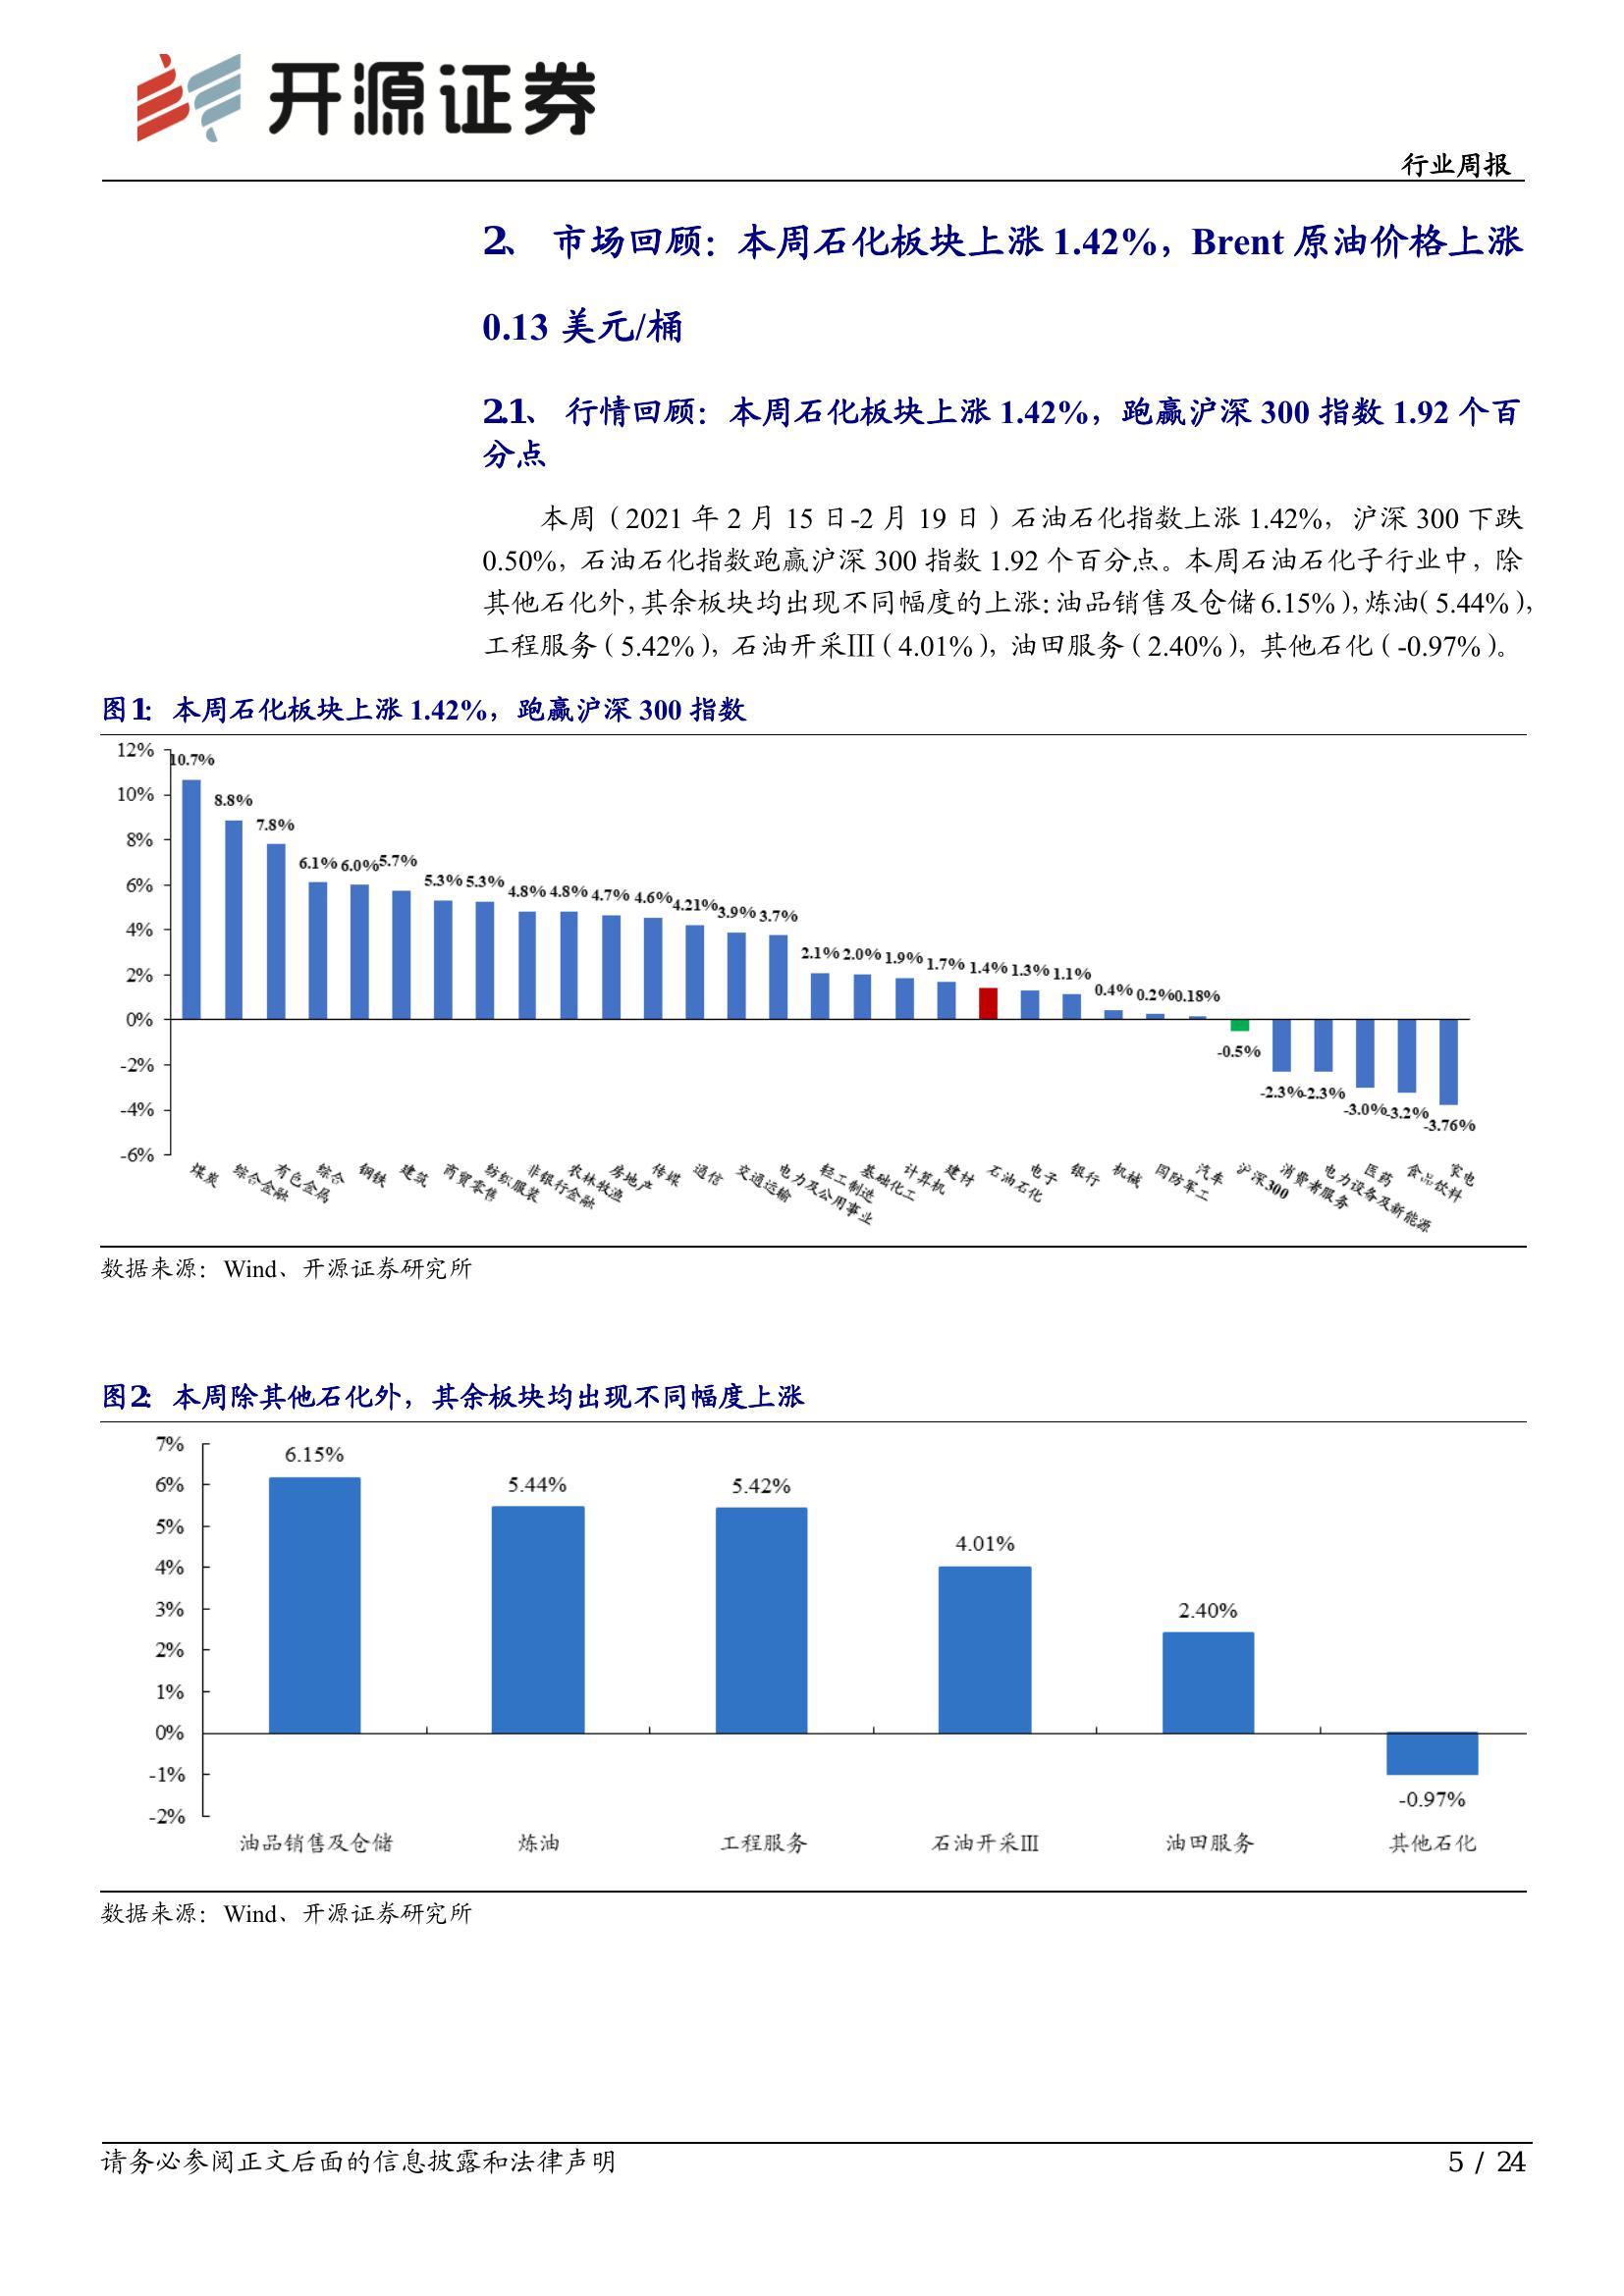 开源证券
行业周报
2、 市场回顾：本周石化板块上涨 1.42%，Brent 原油价格上涨
0.13 美元/桶
2.1、 行情回顾：本周石化板块上涨 1.42%，跑赢沪深 300 指数 1.92 个百
分点
本周（2021 年 2 月 15 日-2 月 19 日）石油石化指数上涨 1.42%，沪深 300 下跌
0.50%，石油石化指数跑赢沪深 300 指数 1.92 个百分点。本周石油石化子行业中，除
其他石化外，其余板块均出现不同幅度的上涨：油品销售及仓储 6.15%），炼油（5.44%），
工程服务（5.42%），石油开采Ⅲ（4.01%），油田服务（2.40%），其他石化（-0.97%）。
图1： 本周石化板块上涨 1.42%，跑赢沪深 300 指数
12%
10%
8%
6%
4%
2%
0%
-2%
-4%
-6%
10.7% 8.8% 7.8% 6.1% 6.0% 5.7% 5.3% 5.3% 4.8% 4.8% 4.7% 4.6% 4.21% 3.9% 3.7% 2.1% 2.0% 1.9% 1.7% 1.4% 1.3% 1.1% 0.4% 0.2% 0.18% -0.5% -2.3% -2.3% -3.0% -3.2% -3.76%
煤炭 综合金融 有色金属 综合 钢铁 建筑 商贸零售 纺织服装 非银行金融 农林牧渔 房地产 传媒 通信 交通运输 电力及公用事业 轻工制造 基础化工 计算机 建材 石油石化 电子 银行 机械 国防军工 汽车 沪深300 消费者服务 电力设备及新能源 医药 食品饮料 家电
数据来源：Wind、开源证券研究所
图2： 本周除其他石化外，其余板块均出现不同幅度上涨
7%
6%
5%
4%
3%
2%
1%
0%
-1%
-2%
6.15% 5.44% 5.42% 4.01% 2.40% -0.97%
油品销售及仓储 炼油 工程服务 石油开采Ⅲ 油田服务 其他石化
数据来源：Wind、开源证券研究所
请务必参阅正文后面的信息披露和法律声明
5 / 24